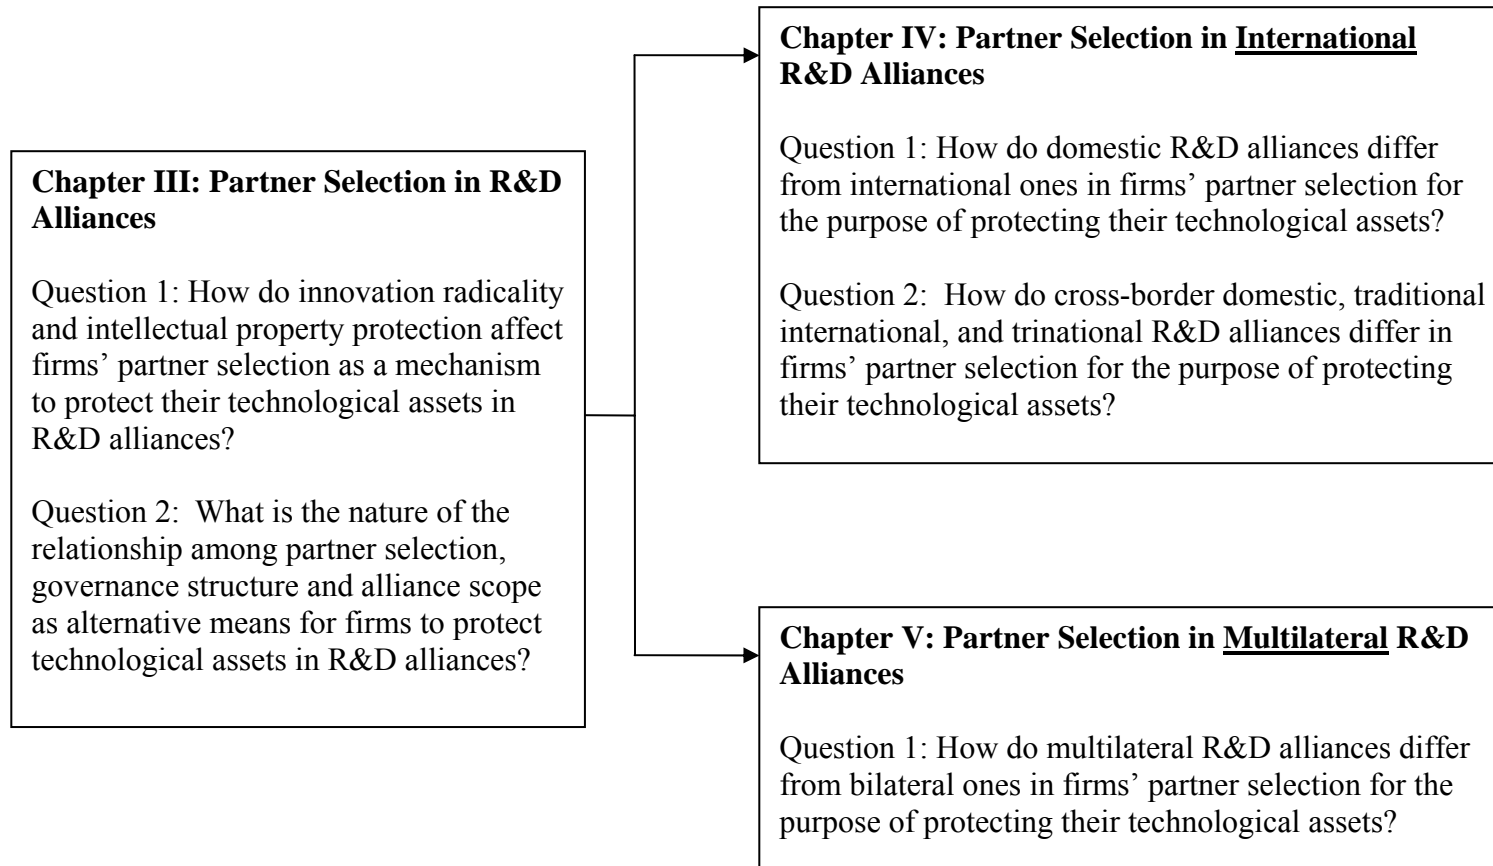 Chapter III: Partner Selection in R&D
Alliances
Question 1: How do innovation radicality
and intellectual property protection affect
firms’ partner selection as a mechanism
to protect their technological assets in
R&D alliances?
Question 2:  What is the nature of the
relationship among partner selection,
governance structure and alliance scope
as alternative means for firms to protect
technological assets in R&D alliances?
Chapter IV: Partner Selection in International
R&D Alliances
Question 1: How do domestic R&D alliances differ
from international ones in firms’ partner selection for
the purpose of protecting their technological assets?
Question 2:  How do cross-border domestic, traditional
international, and trinational R&D alliances differ in
firms’ partner selection for the purpose of protecting
their technological assets?
Chapter V: Partner Selection in Multilateral R&D
Alliances
Question 1: How do multilateral R&D alliances differ
from bilateral ones in firms’ partner selection for the
purpose of protecting their technological assets?